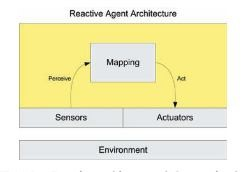 Reactive Agent Architecture
Mapping
Perceive
Act
Sensors
Actuators
Environment